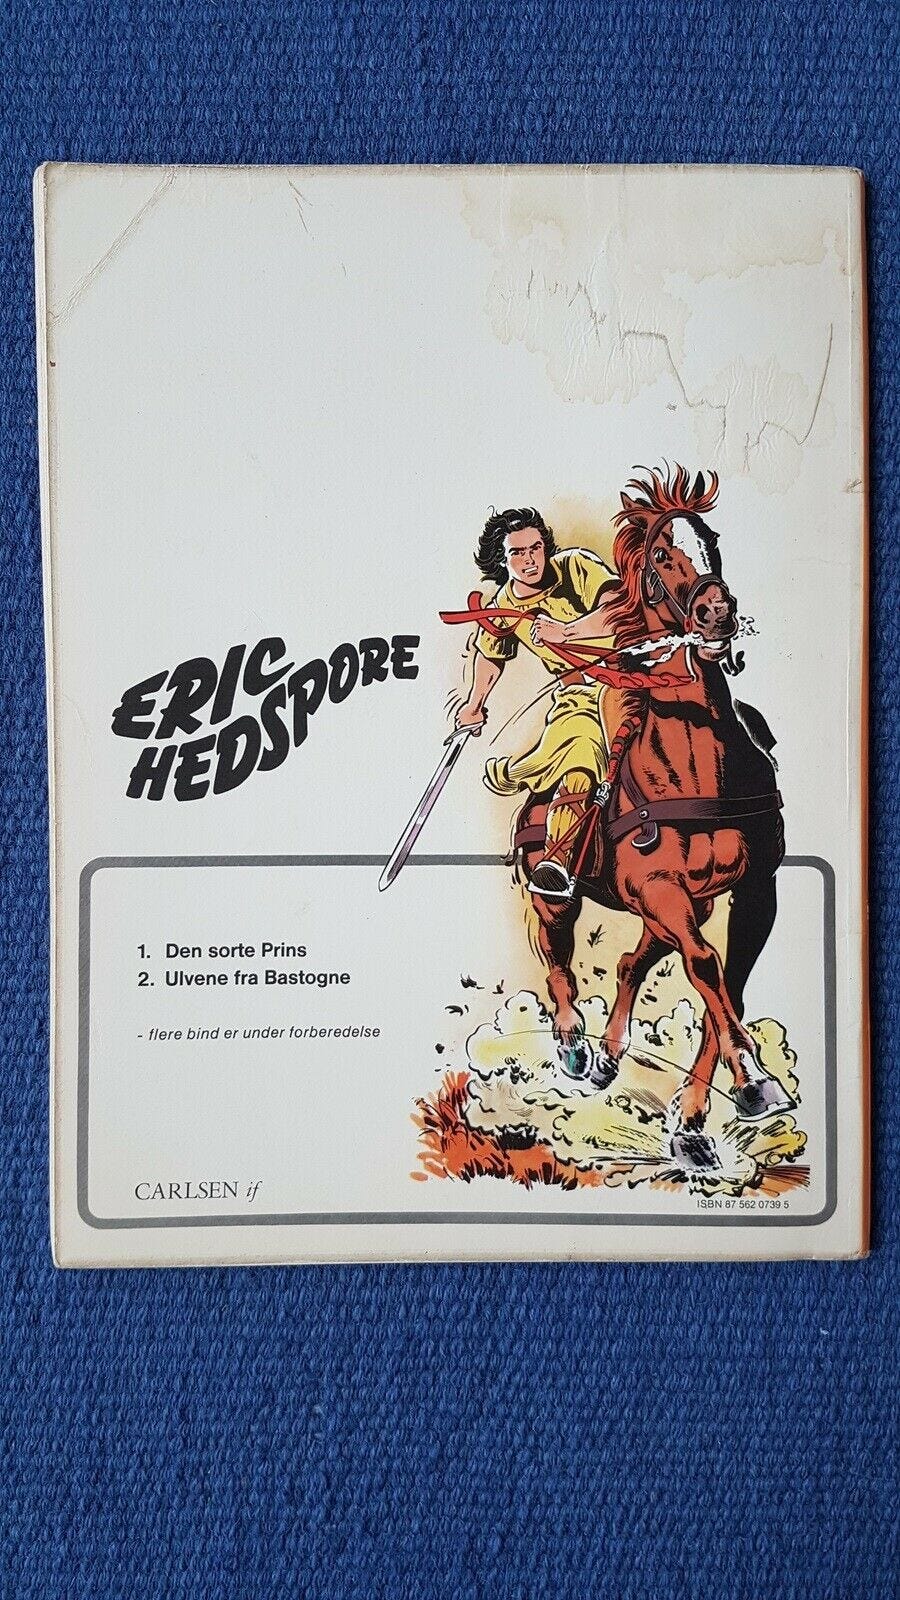 ERIC
HEDSPORE
1. Den sorte Prins
2. Ulvene fra Bastogne
- flere bind er under forberedelse
CARLSEN if
ISBN 87 562 0739 5